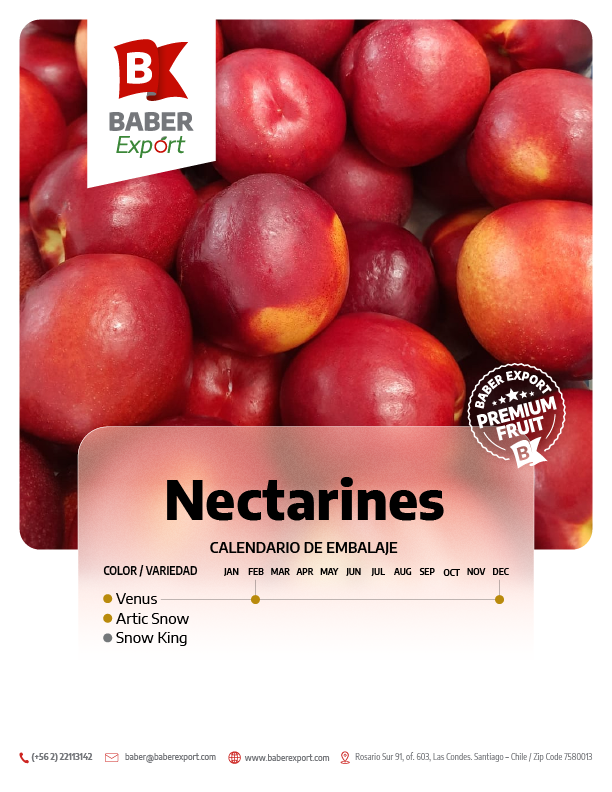 B
BABER
Export
BABER EXPORT
PREMIUM
FRUIT
B
Nectarines
CALENDARIO DE EMBALAJE
COLOR / VARIEDAD JAN FEB MAR APR MAY JUN JUL AUG SEP OCT NOV DEC
Venus
Artic Snow
Snow King
(+56 2) 22113142 baber@baberexport.com www.baberexport.com Rosario Sur 91, of. 603, Las Condes. Santiago – Chile / Zip Code 7580013